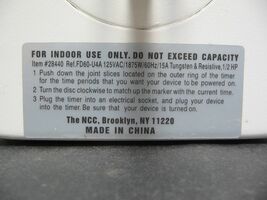 FOR INDOOR USE ONLY. DO NOT EXCEED CAPACITY
Item #28440 Ref.FD60-U4A 125VAC/1875W/60Hz/15A Tungsten & Resistive, 1/2 HP
1 Push down the joint slices located on the outer ring of the timer
for the time periods that you want your device to be powered on.
2 Turn the disc clockwise to match up the marker with the current time.
3 Plug the timer into an electrical socket, and plug your device
into the timer. Be sure that your device is turned on.
The NCC, Brooklyn, NY 11220
MADE IN CHINA